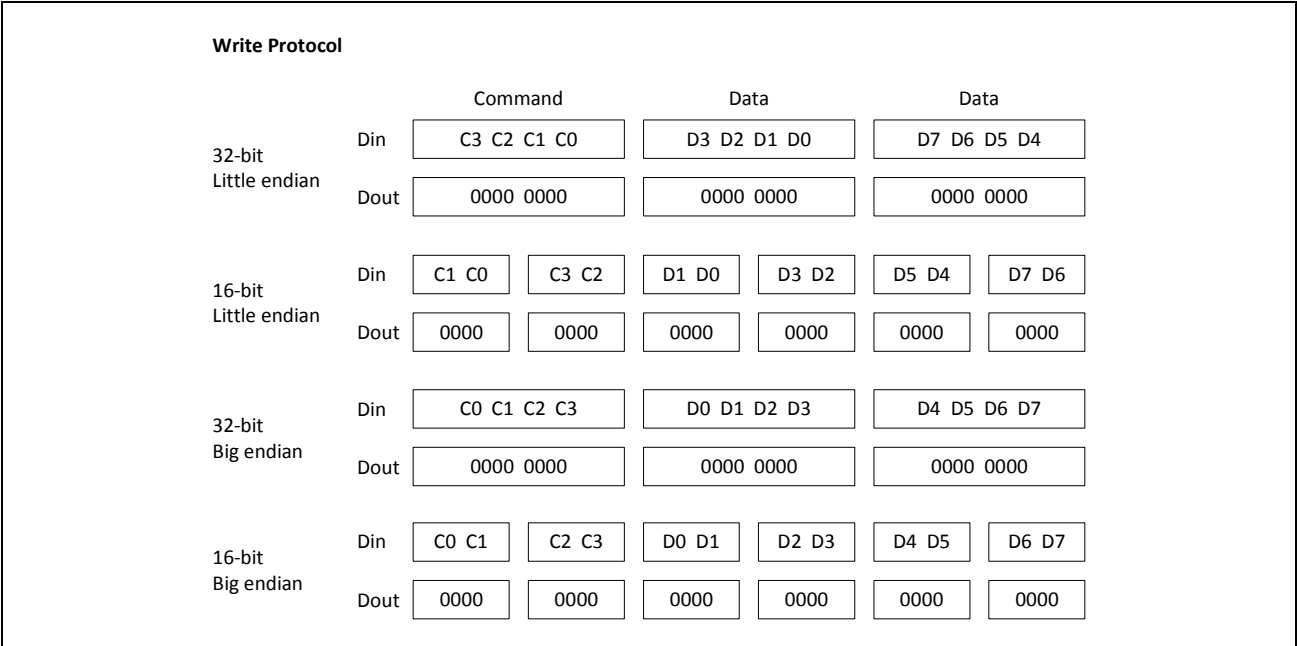 Write Protocol
Command Data Data
32-bit
Little endian
Din C3 C2 C1 C0 D3 D2 D1 D0 D7 D6 D5 D4
Dout 0000 0000 0000 0000 0000 0000
16-bit
Little endian
Din C1 C0 C3 C2 D1 D0 D3 D2 D5 D4 D7 D6
Dout 0000 0000 0000 0000 0000 0000
32-bit
Big endian
Din C0 C1 C2 C3 D0 D1 D2 D3 D4 D5 D6 D7
Dout 0000 0000 0000 0000 0000 0000
16-bit
Big endian
Din C0 C1 C2 C3 D0 D1 D2 D3 D4 D5 D6 D7
Dout 0000 0000 0000 0000 0000 0000